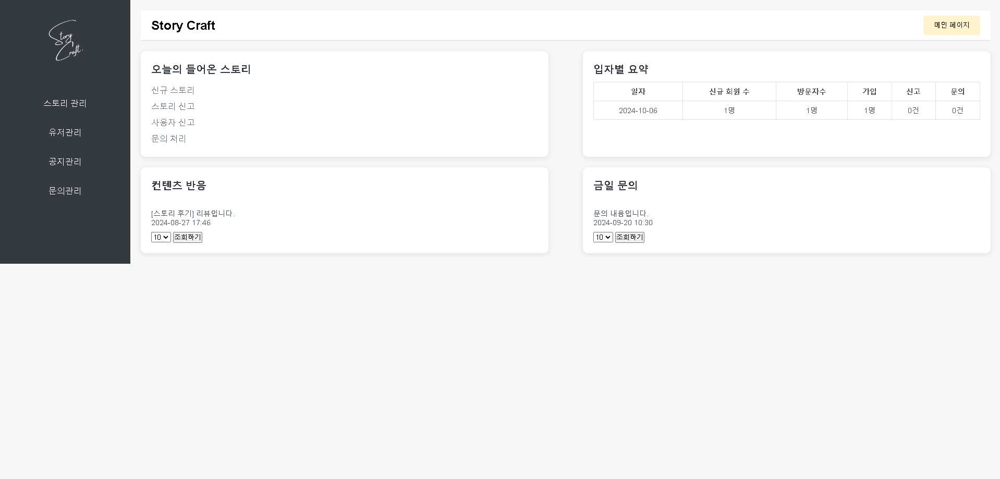 Story
Craft.
스토리 관리
유저관리
공지관리
문의관리
Story Craft
메인 페이지
오늘의 들어온 스토리
신규 스토리
스토리 신고
사용자 신고
문의 처리
입자별 요약
일자 신규 회원 수 방문자수 가입 신고 문의
2024-10-06 1명 1명 1명 0건 0건
컨텐츠 반응
[스토리 후기] 리뷰입니다.
2024-08-27 17:46
10 조회하기
금일 문의
문의 내용입니다.
2024-09-20 10:30
10 조회하기